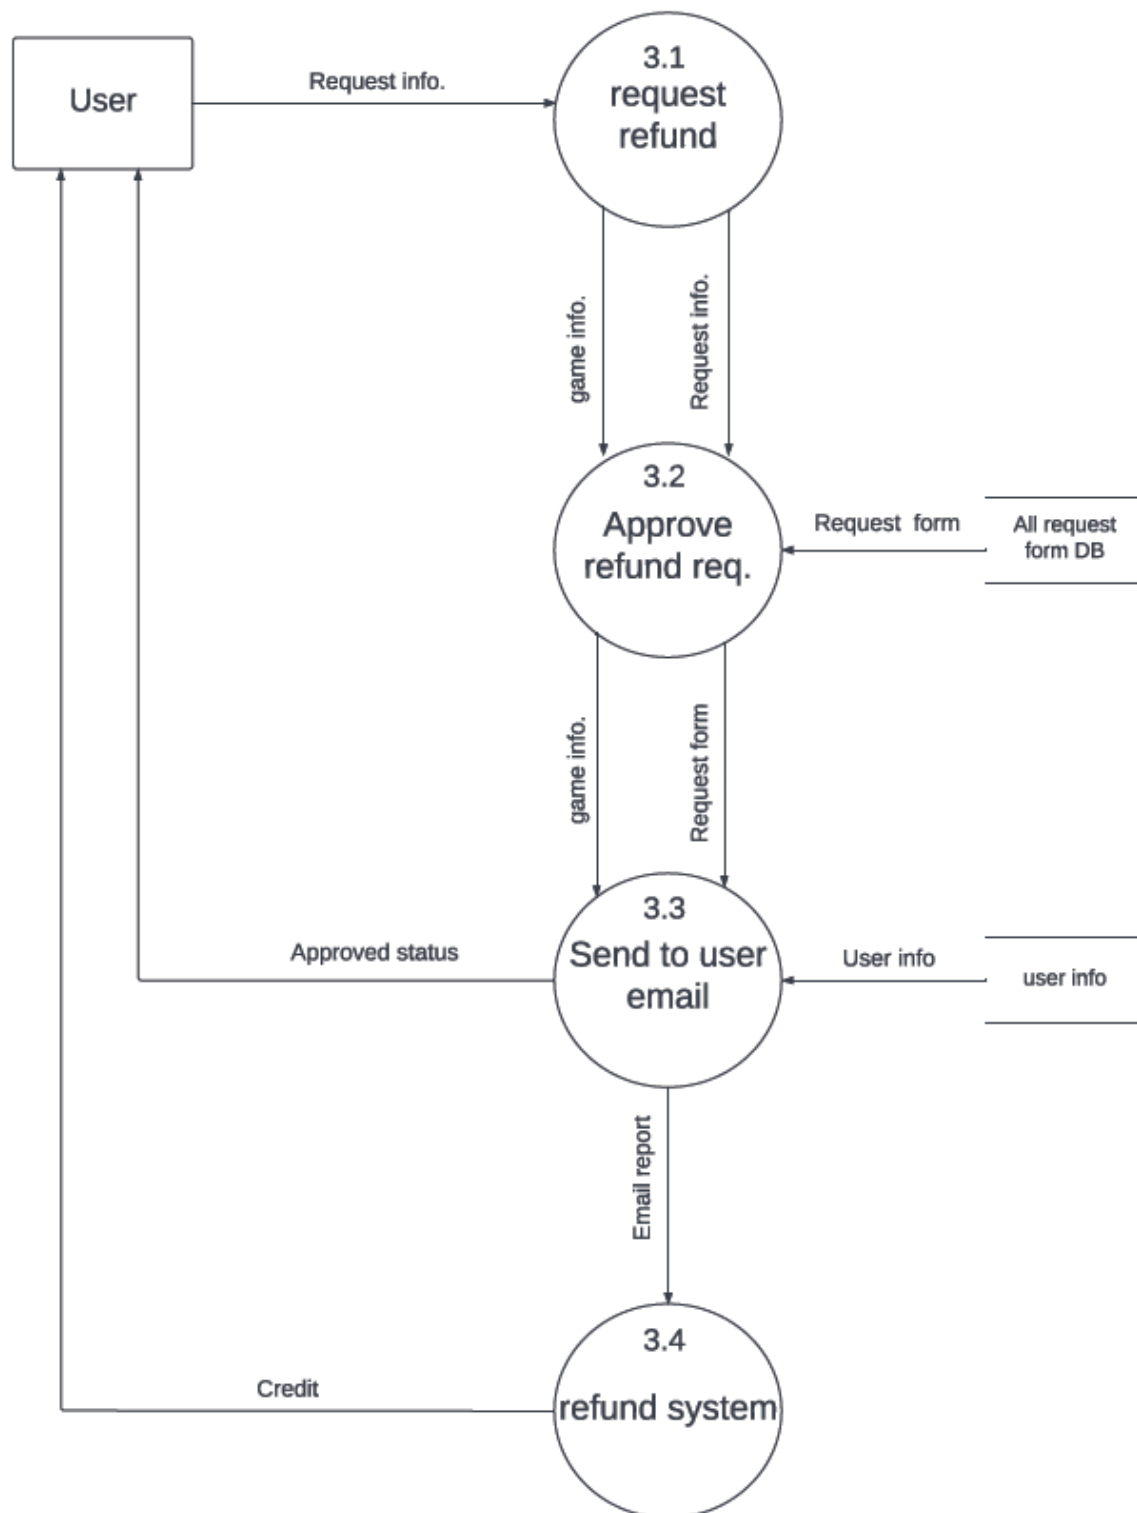 User
Request info.
3.1
request
refund
game info.
Request info.
3.2
Approve
refund req.
Request  form
All request
form DB
game info.
Request form
3.3
Send to user
email
Approved status
User info
user info
Email report
3.4
refund system
Credit